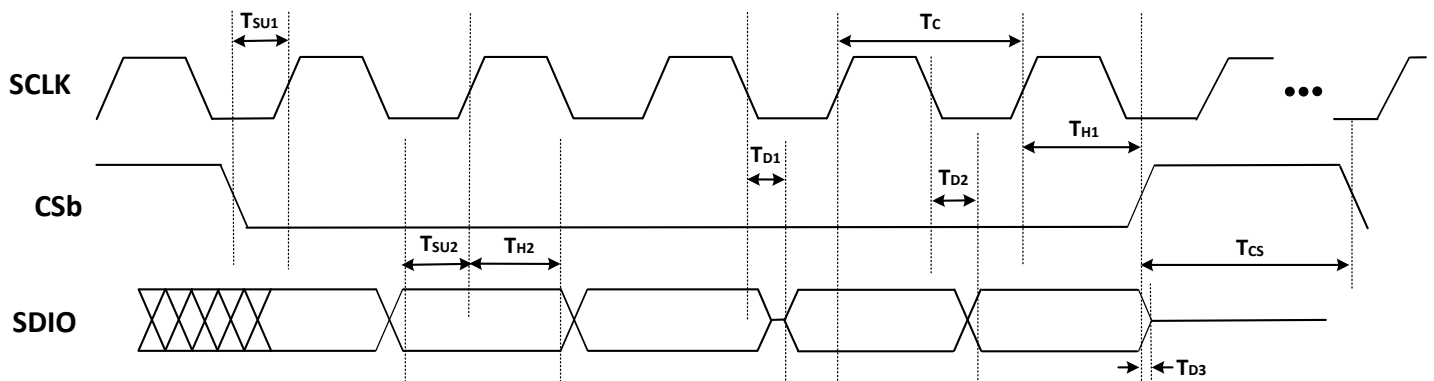 TSU1
TC
SCLK
•••
TH1
TD1
TD2
CSb
TSU2
TH2
TCS
SDIO
TD3